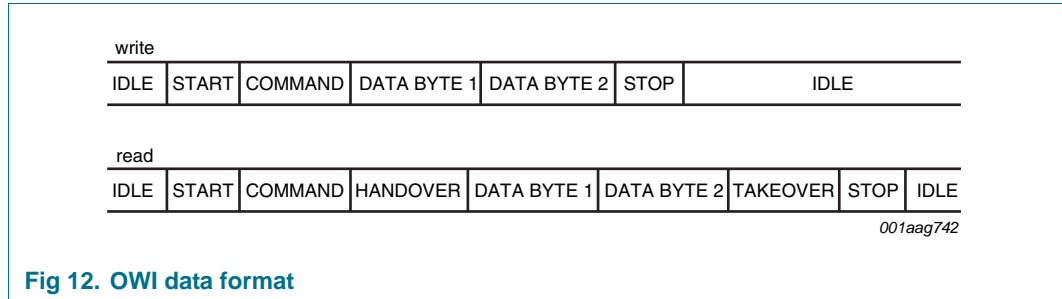 write
IDLE START COMMAND DATA BYTE 1 DATA BYTE 2 STOP IDLE
read
IDLE START COMMAND HANDOVER DATA BYTE 1 DATA BYTE 2 TAKEOVER STOP IDLE
001aag742
Fig 12. OWI data format